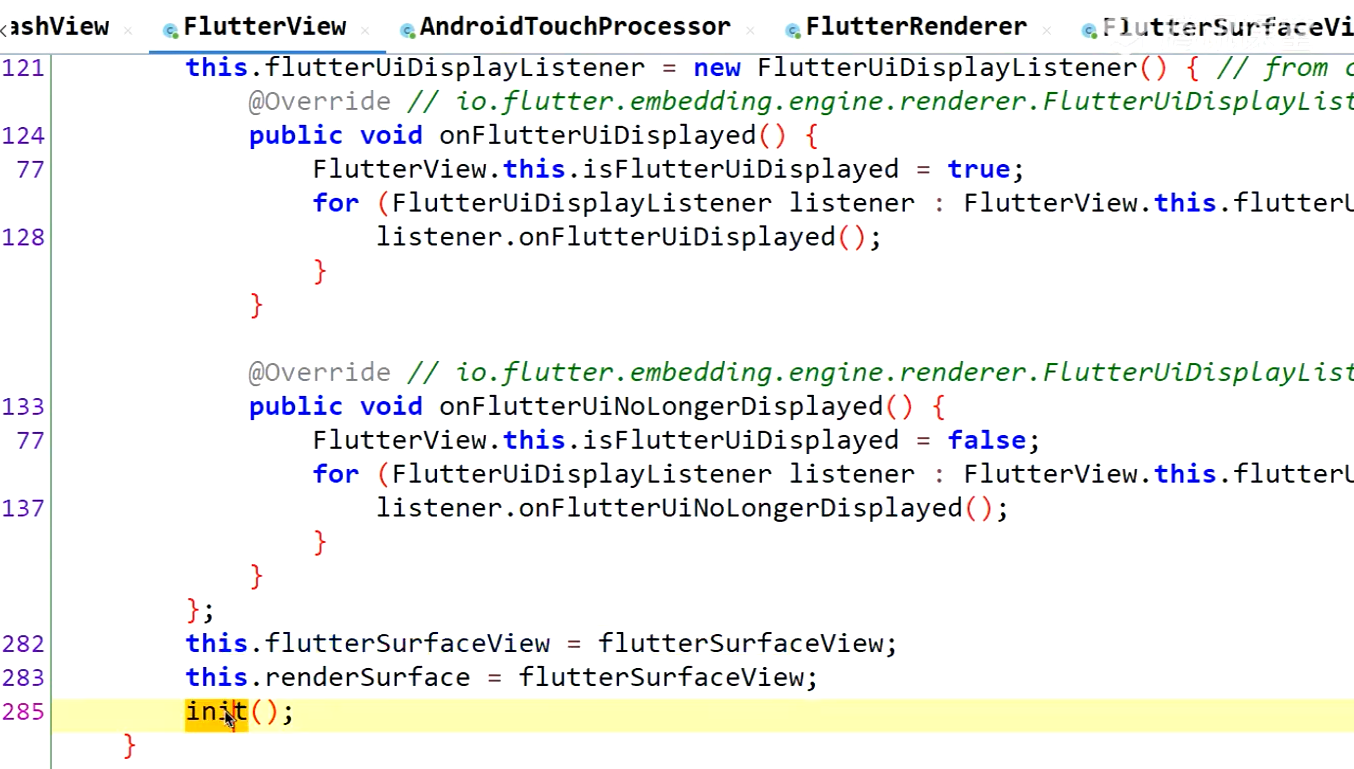 ashView × FlutterView × AndroidTouchProcessor × FlutterRenderer × FlutterSurfaceVi
121 this.flutterUiDisplayListener = new FlutterUiDisplayListener() { // from c
@Override // io.flutter.embedding.engine.renderer.FlutterUiDisplayList
124 public void onFlutterUiDisplayed() {
77 FlutterView.this.isFlutterUiDisplayed = true;
for (FlutterUiDisplayListener listener : FlutterView.this.flutterU
128 listener.onFlutterUiDisplayed();
}
}
@Override // io.flutter.embedding.engine.renderer.FlutterUiDisplayList
133 public void onFlutterUiNoLongerDisplayed() {
77 FlutterView.this.isFlutterUiDisplayed = false;
for (FlutterUiDisplayListener listener : FlutterView.this.flutterU
137 listener.onFlutterUiNoLongerDisplayed();
}
}
};
282 this.flutterSurfaceView = flutterSurfaceView;
283 this.renderSurface = flutterSurfaceView;
285 init();
}